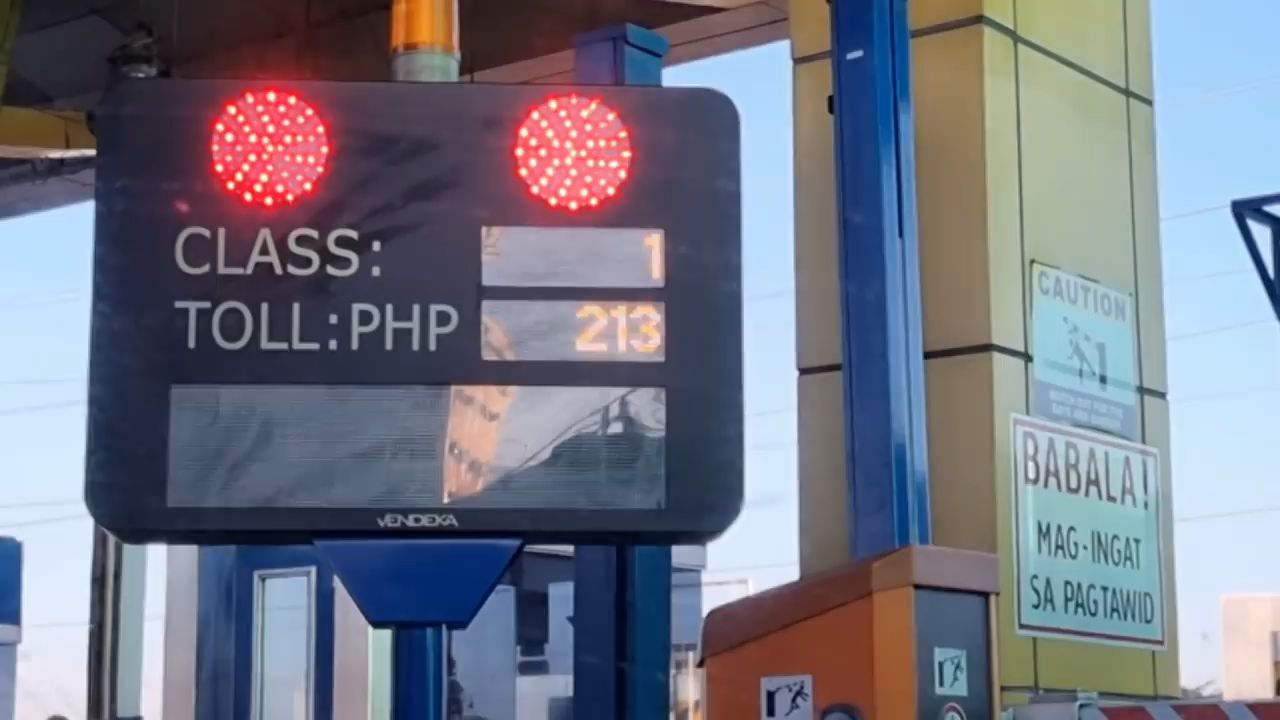 CLASS: 1
TOLL:PHP 213
VENDEKA
CAUTION
BABALA!
MAG-INGAT
SA PAGTAWID